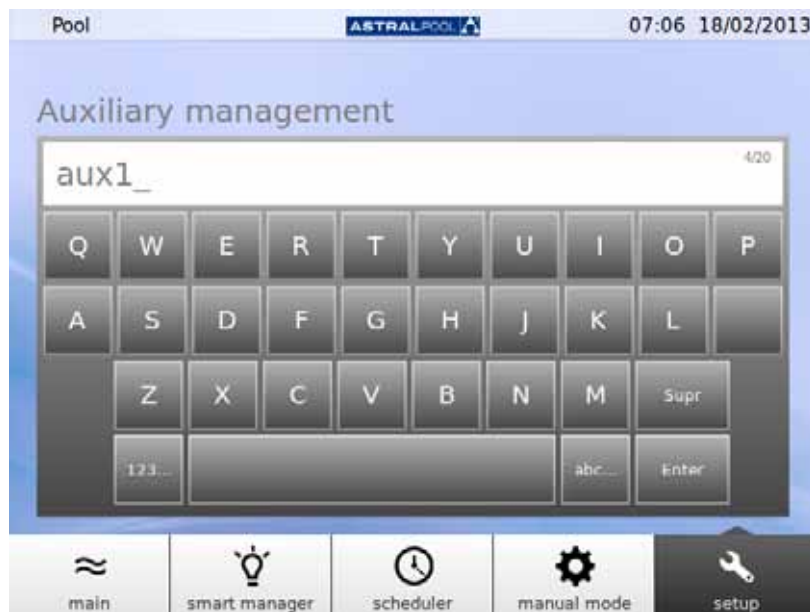 Pool ASTRALPOOL 07:06 18/02/2013
Auxiliary management
aux1_ 4/20
Q W E R T Y U I O P
A S D F G H J K L
Z X C V B N M Supr
123... abc... Enter
main smart manager scheduler manual mode setup